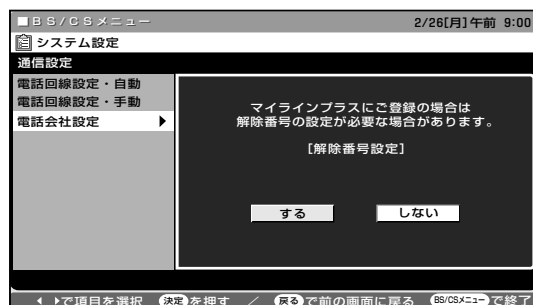 ■BS/CSメニュー 2/26[月]午前 9:00
システム設定
通信設定
電話回線設定・自動
電話回線設定・手動
電話会社設定
マイラインプラスにご登録の場合は
解除番号の設定が必要な場合があります。
[解除番号設定]
する しない
で項目を選択 決定を押す / 戻るで前の画面に戻る BS/CSメニューで終了